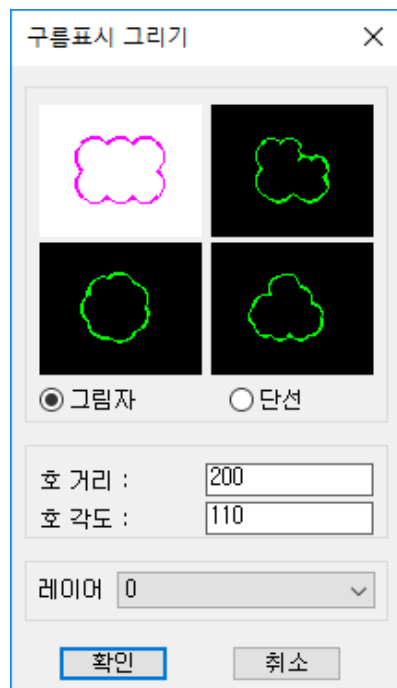 구름표시 그리기
그림자 단선
호 거리 : 200
호 각도 : 110
레이어 0
확인 취소